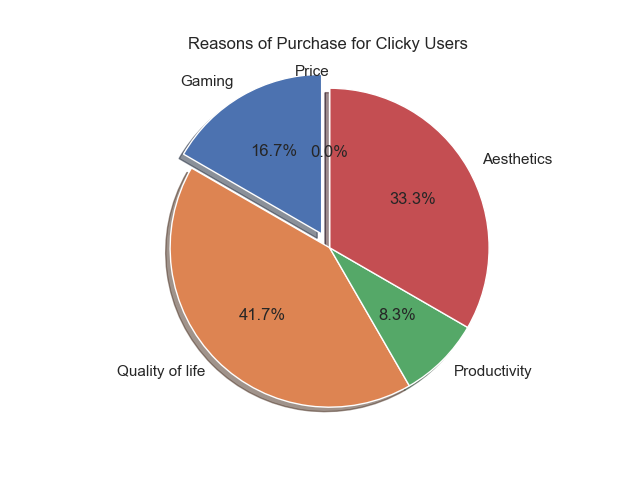 Reasons of Purchase for Clicky Users
Price
Gaming
16.7%
0.0%
Aesthetics
33.3%
41.7%
8.3%
Quality of life
Productivity